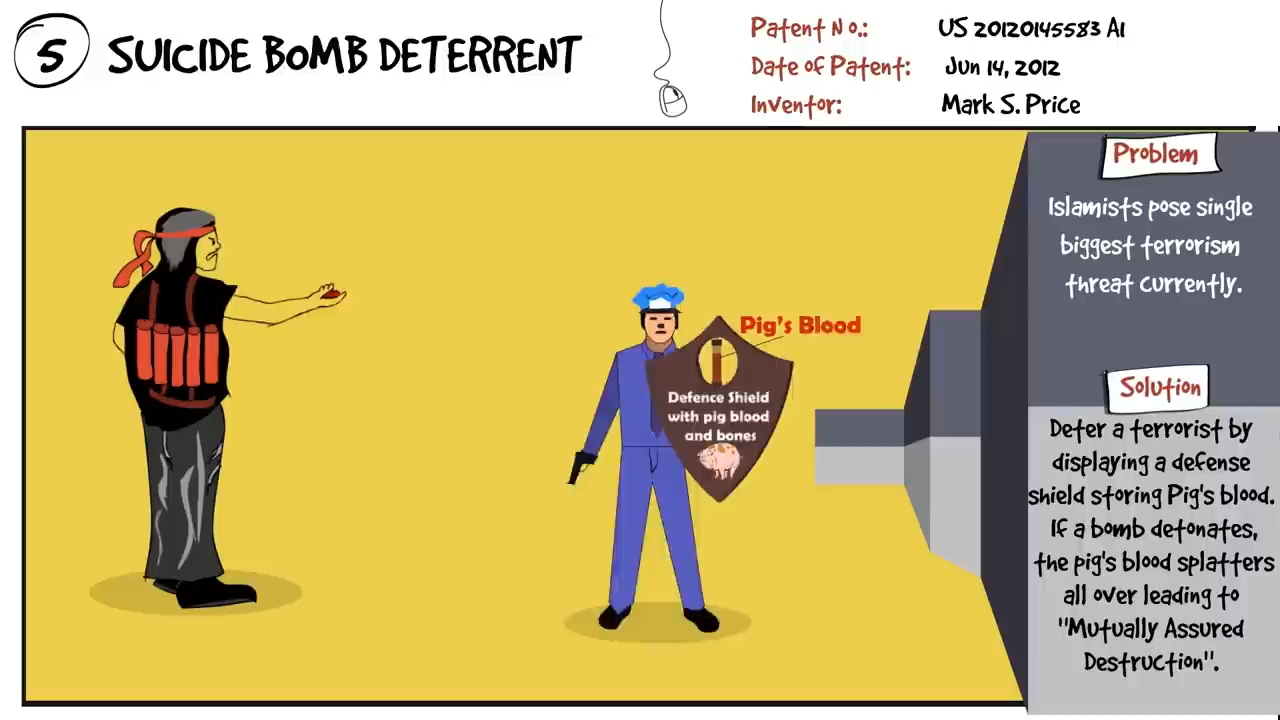 5 SUICIDE BOMB DETERRENT
Patent No.: US 20120145583 A1
Date of Patent: Jun 14, 2012
Inventor: Mark S. Price
Problem
Islamists pose single
biggest terrorism
threat currently.
Pig's Blood
Defence Shield
with pig blood
and bones
Solution
Deter a terrorist by
displaying a defense
shield storing Pig's blood.
If a bomb detonates,
the pig's blood splatters
all over leading to
"Mutually Assured
Destruction".